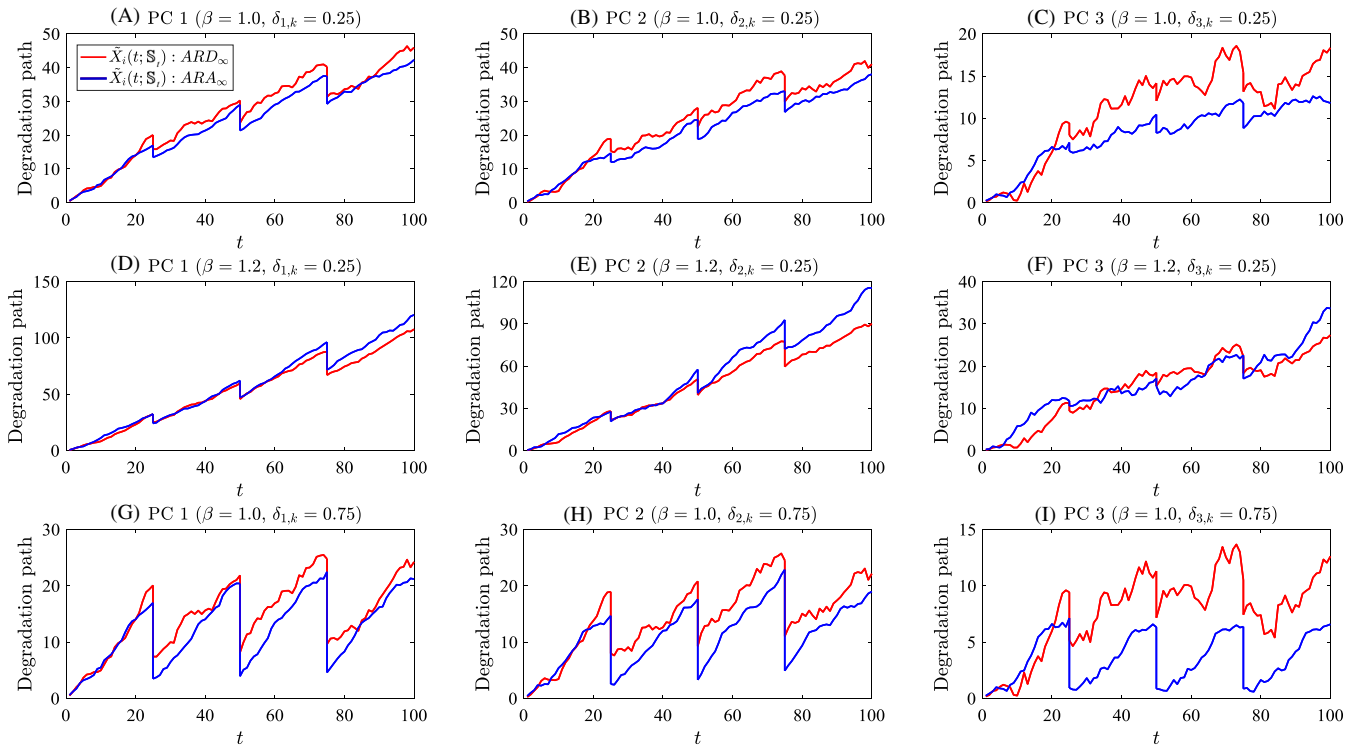 (A) PC 1 (β = 1.0, δ₁,ₖ = 0.25)
50
40
30
20
10
0
Degradation path
X̃ᵢ(t; 𝕊ₗ) : ARD∞
X̃ᵢ(t; 𝕊ₗ) : ARA∞
0 20 40 60 80 100
t
(B) PC 2 (β = 1.0, δ₂,ₖ = 0.25)
50
40
30
20
10
0
Degradation path
0 20 40 60 80 100
t
(C) PC 3 (β = 1.0, δ₃,ₖ = 0.25)
20
15
10
5
0
Degradation path
0 20 40 60 80 100
t
(D) PC 1 (β = 1.2, δ₁,ₖ = 0.25)
150
100
50
0
Degradation path
0 20 40 60 80 100
t
(E) PC 2 (β = 1.2, δ₂,ₖ = 0.25)
120
90
60
30
0
Degradation path
0 20 40 60 80 100
t
(F) PC 3 (β = 1.2, δ₃,ₖ = 0.25)
40
30
20
10
0
Degradation path
0 20 40 60 80 100
t
(G) PC 1 (β = 1.0, δ₁,ₖ = 0.75)
30
20
10
0
Degradation path
0 20 40 60 80 100
t
(H) PC 2 (β = 1.0, δ₂,ₖ = 0.75)
30
20
10
0
Degradation path
0 20 40 60 80 100
t
(I) PC 3 (β = 1.0, δ₃,ₖ = 0.75)
15
10
5
0
Degradation path
0 20 40 60 80 100
t